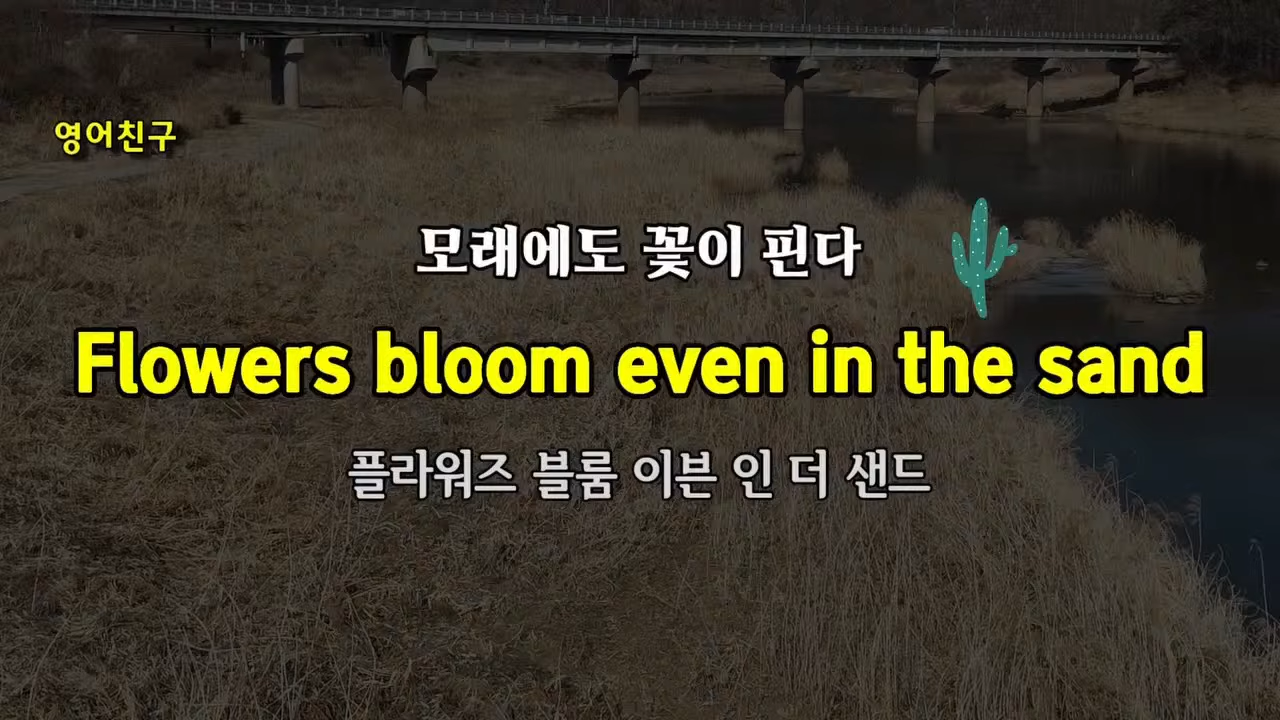 영어친구
모래에도 꽃이 핀다
Flowers bloom even in the sand
플라워즈 블룸 이븐 인 더 샌드